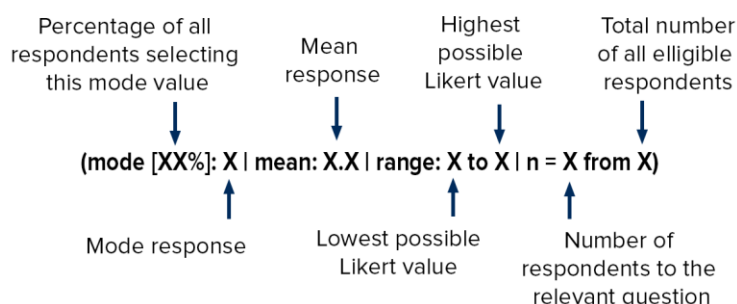 Percentage of all
respondents selecting
this mode value
Mean
response
Highest
possible
Likert value
Total number
of all elligible
respondents
(mode [XX%]: X | mean: X.X | range: X to X | n = X from X)
Mode response
Lowest possible
Likert value
Number of
respondents to the
relevant question